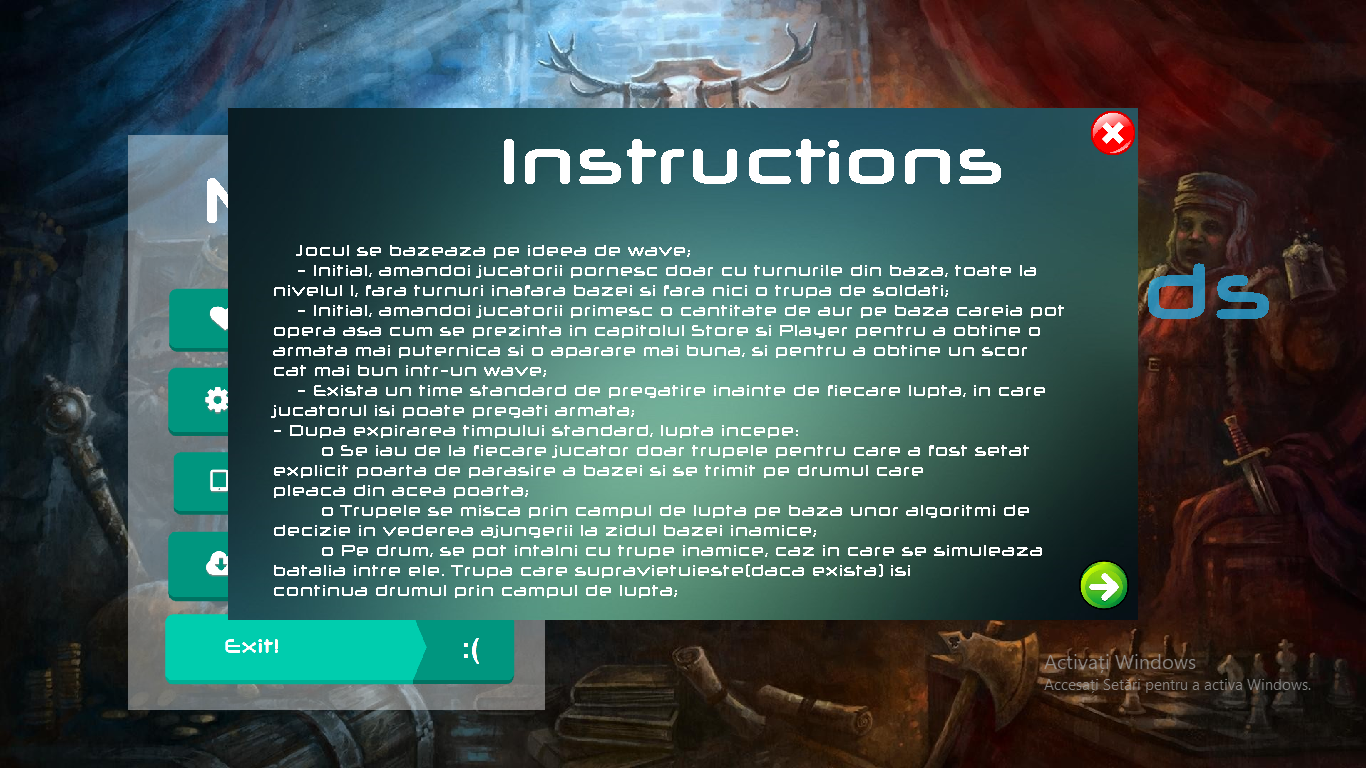 Instructions
Jocul se bazeaza pe ideea de wave;
- Initial, amandoi jucatorii pornesc doar cu turnurile din baza, toate la
nivelul 1, fara turnuri inafara bazei si fara nici o trupa de soldati;
- Initial, amandoi jucatorii primesc o cantitate de aur pe baza careia pot
opera asa cum se prezinta in capitolul Store si Player pentru a obtine o
armata mai puternica si o aparare mai buna, si pentru a obtine un scor
cat mai bun intr-un wave;
- Exista un time standard de pregatire inainte de fiecare lupta, in care
jucatorul isi poate pregati armata;
- Dupa expirarea timpului standard, lupta incepe:
o Se iau de la fiecare jucator doar trupele pentru care a fost setat
explicit poarta de parasire a bazei si se trimit pe drumul care
pleaca din acea poarta;
o Trupele se misca prin campul de lupta pe baza unor algoritmi de
decizie in vederea ajungerii la zidul bazei inamice;
o Pe drum, se pot intalni cu trupe inamice, caz in care se simuleaza
batalia intre ele. Trupa care supravietuieste(daca exista) isi
continua drumul prin campul de lupta;
ds
E
Exit!
:(
Activați Windows
Accesați Setări pentru a activa Windows.